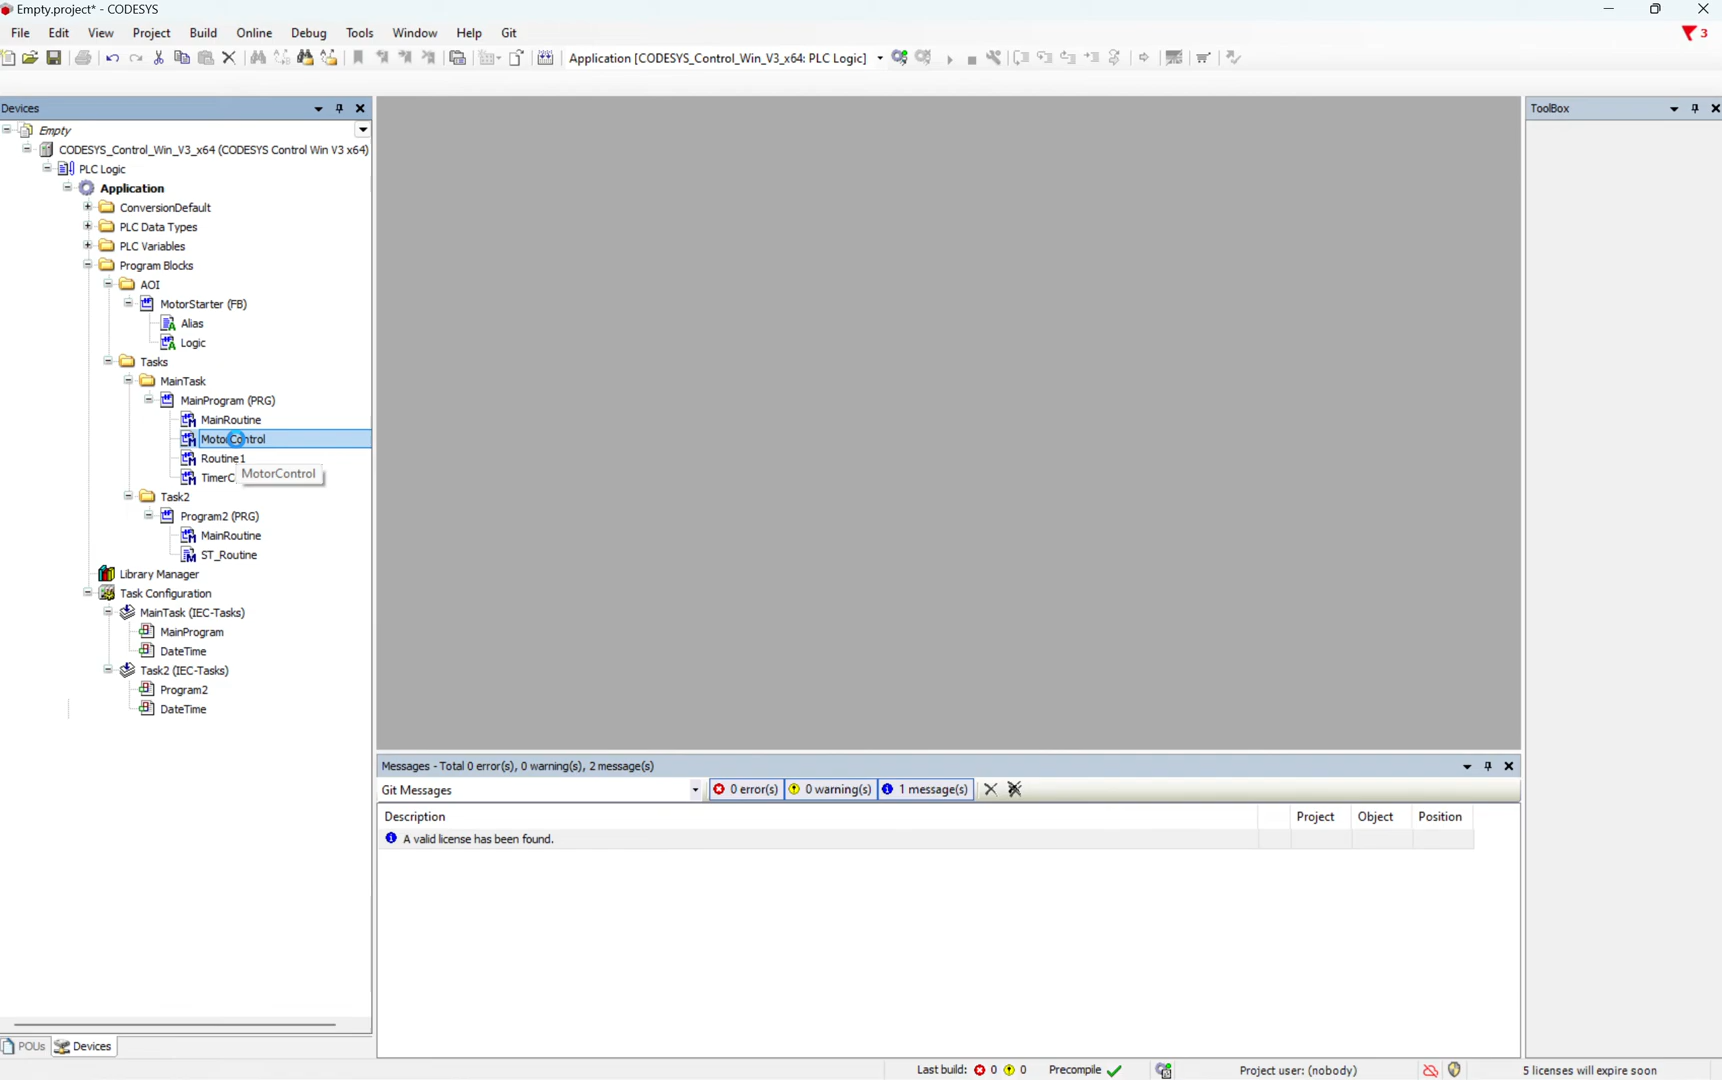 Empty.project* - CODESYS
File Edit View Project Build Online Debug Tools Window Help Git
3
Application [CODESYS_Control_Win_V3_x64: PLC Logic]
Devices
ToolBox
Empty
CODESYS_Control_Win_V3_x64 (CODESYS Control Win V3 x64)
PLC Logic
Application
ConversionDefault
PLC Data Types
PLC Variables
Program Blocks
AOI
MotorStarter (FB)
Alias
Logic
Tasks
MainTask
MainProgram (PRG)
MainRoutine
MotorControl
Routine1
TimerC
MotorControl
Task2
Program2 (PRG)
MainRoutine
ST_Routine
Library Manager
Task Configuration
MainTask (IEC-Tasks)
MainProgram
DateTime
Task2 (IEC-Tasks)
Program2
DateTime
Messages - Total 0 error(s), 0 warning(s), 2 message(s)
Git Messages 0 error(s) 0 warning(s) 1 message(s)
Description Project Object Position
A valid license has been found.
POUs Devices
Last build: 0 0 Precompile Project user: (nobody) 5 licenses will expire soon